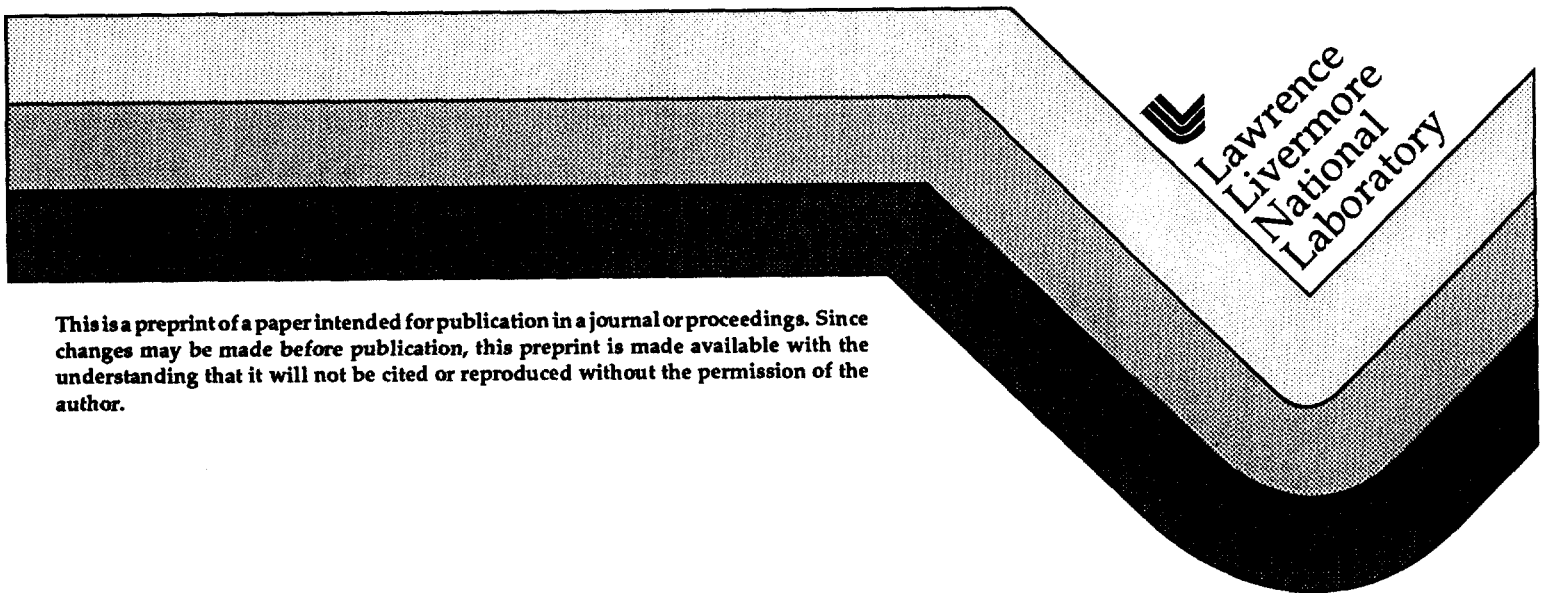 Lawrence
Livermore
National
Laboratory
This is a preprint of a paper intended for publication in a journal or proceedings. Since
changes may be made before publication, this preprint is made available with the
understanding that it will not be cited or reproduced without the permission of the
author.